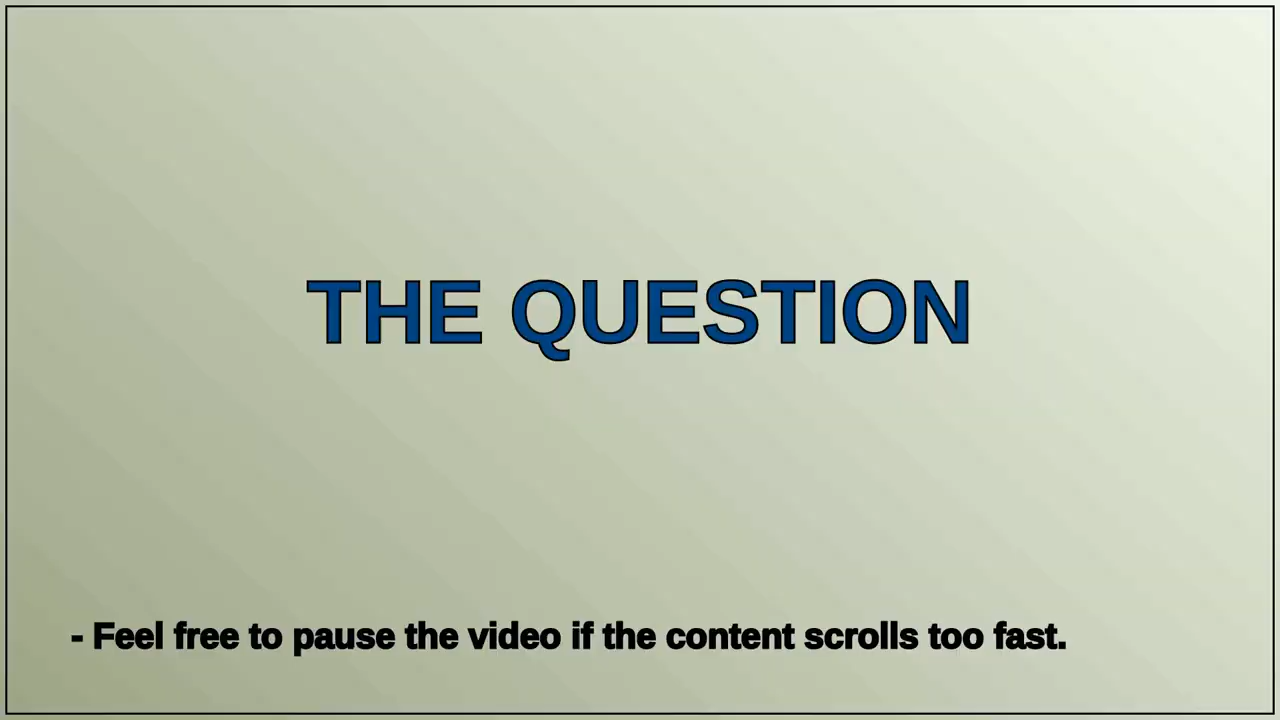 THE QUESTION
- Feel free to pause the video if the content scrolls too fast.